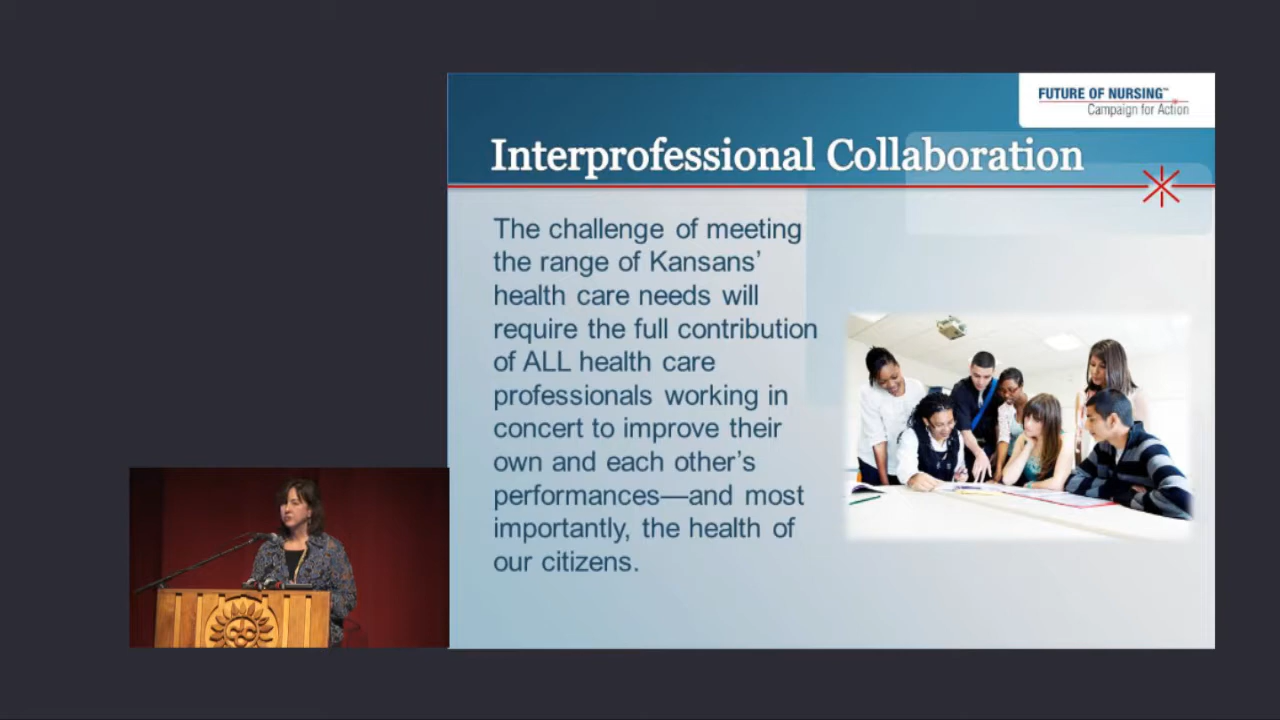 FUTURE OF NURSING™
Campaign for Action
Interprofessional Collaboration
The challenge of meeting
the range of Kansans’
health care needs will
require the full contribution
of ALL health care
professionals working in
concert to improve their
own and each other’s
performances—and most
importantly, the health of
our citizens.